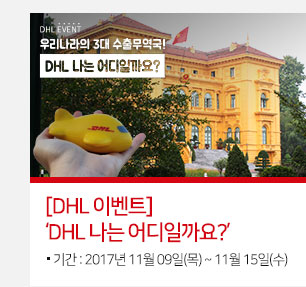 DHL EVENT
우리나라의 3대 수출무역국!
DHL 나는 어디일까요?
DHL
[DHL 이벤트]
‘DHL 나는 어디일까요?’
▪ 기간 : 2017년 11월 09일(목) ~ 11월 15일(수)